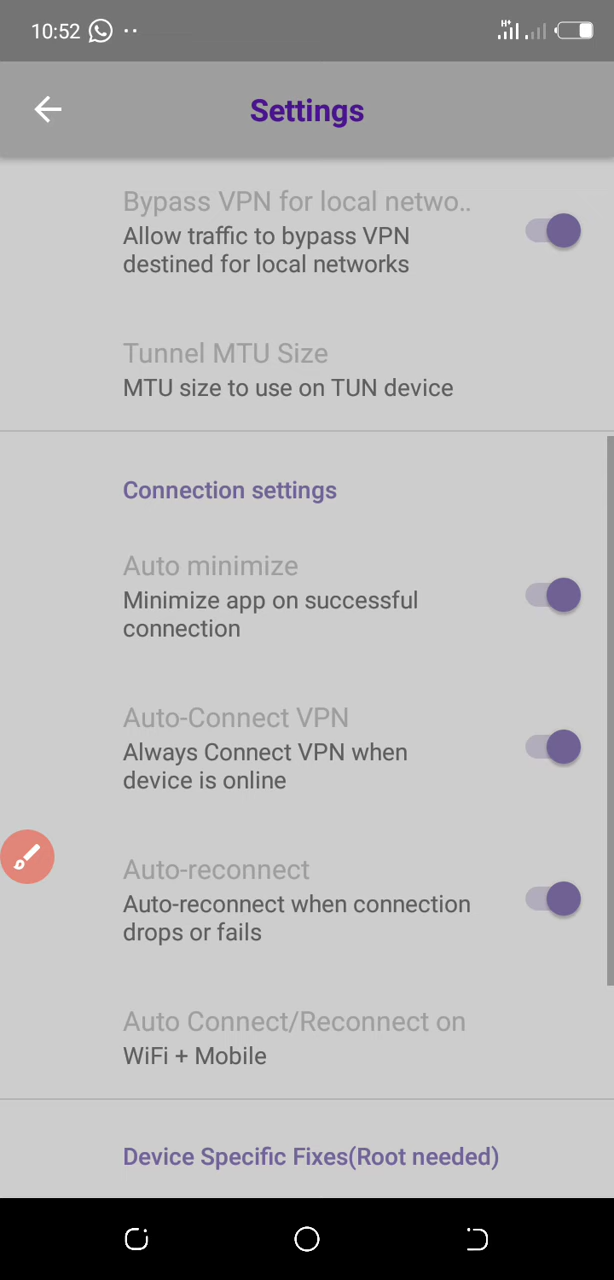 10:52
H+
Settings
Bypass VPN for local netwo..
Allow traffic to bypass VPN
destined for local networks
Tunnel MTU Size
MTU size to use on TUN device
Connection settings
Auto minimize
Minimize app on successful
connection
Auto-Connect VPN
Always Connect VPN when
device is online
Auto-reconnect
Auto-reconnect when connection
drops or fails
Auto Connect/Reconnect on
WiFi + Mobile
Device Specific Fixes(Root needed)